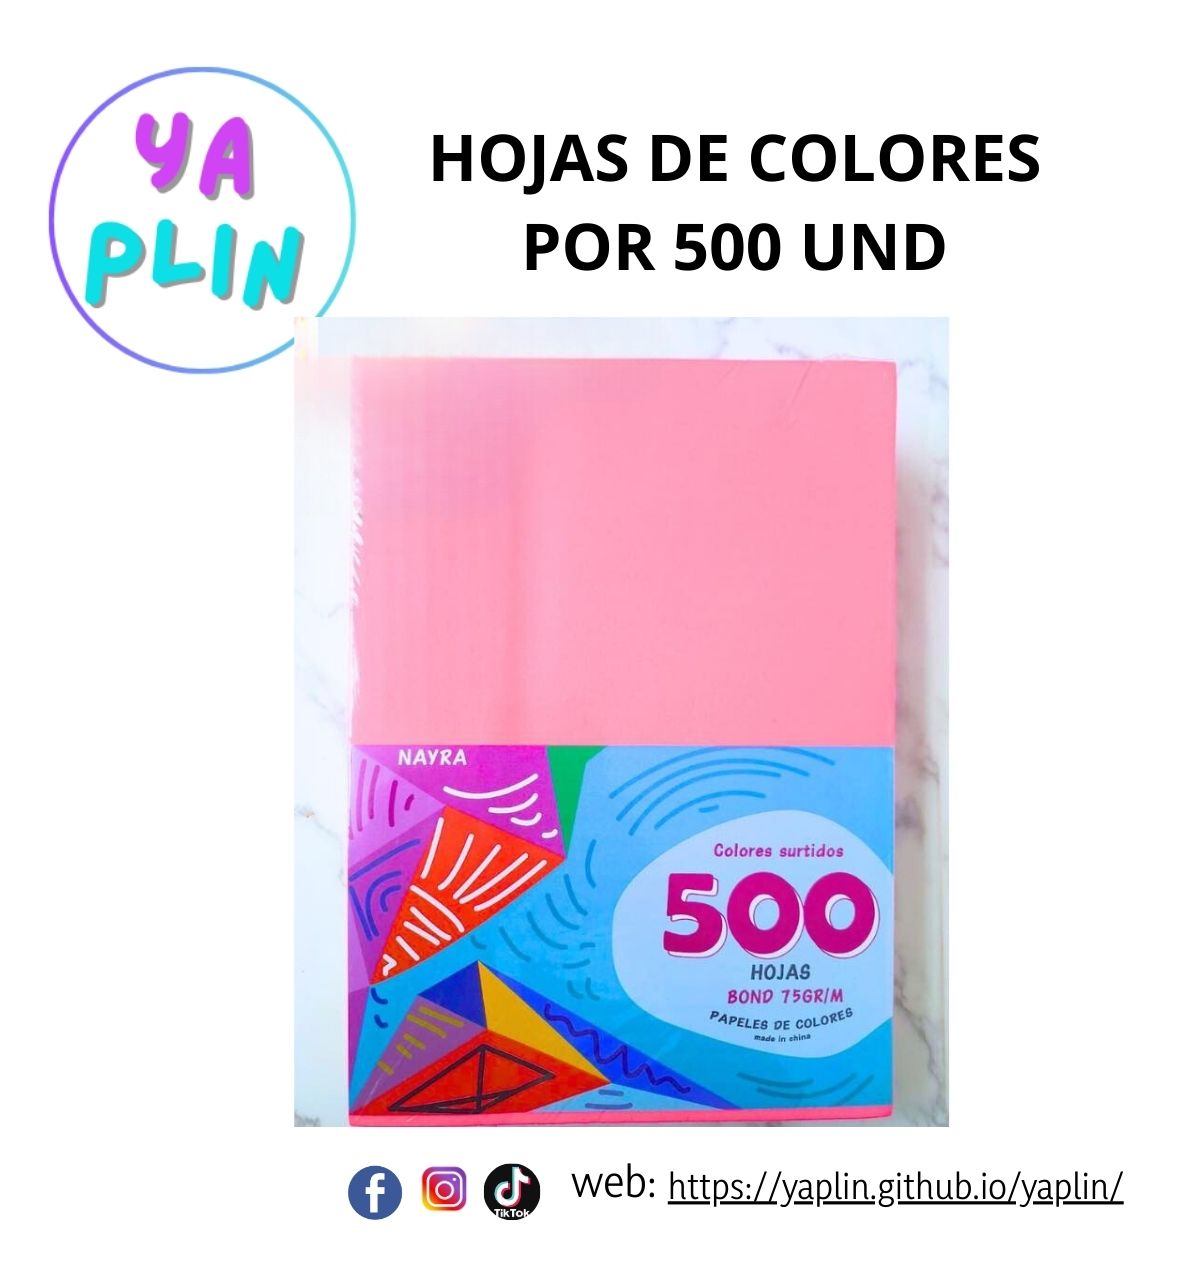 YA
PLIN
HOJAS DE COLORES
POR 500 UND
NAYRA
Colores surtidos
500
HOJAS
BOND 75GR/M
PAPELES DE COLORES
made in china
TikTok
web: https://yaplin.github.io/yaplin/